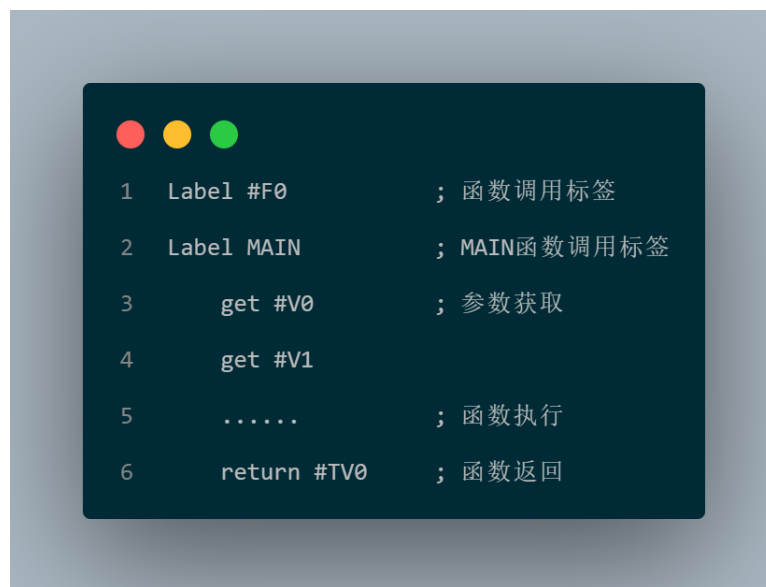 1 Label #F0 ; 函数调用标签
2 Label MAIN ; MAIN函数调用标签
3 get #V0 ; 参数获取
4 get #V1
5 ...... ; 函数执行
6 return #TV0 ; 函数返回